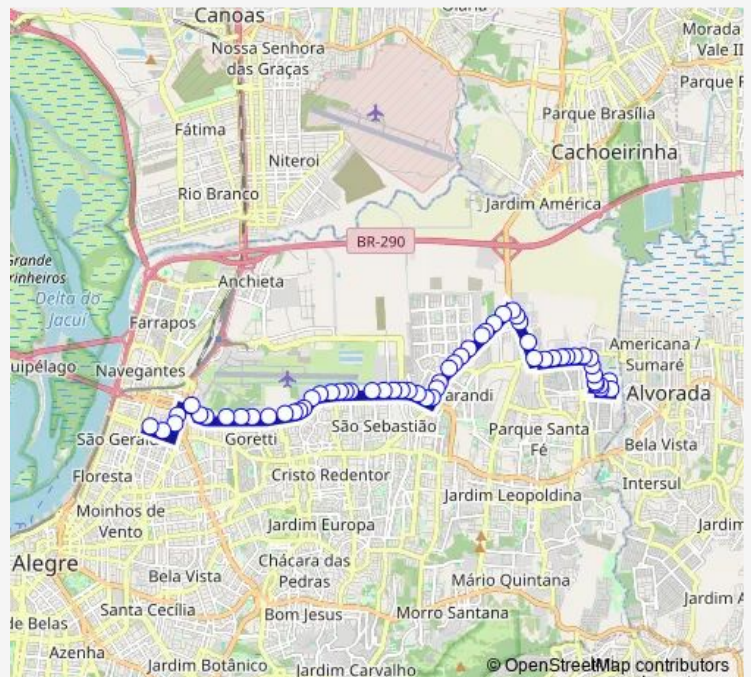 Canoas
Morada
Vale II
Nossa Senhora
das Graças
Parque
Fátima
Parque Brasília
Niteroi
Cachoeirinha
Rio Branco
Jardim América
BR-290
Grande
Anchieta
Delta do
Jacuí
Farrapos
Americana /
Sumaré
Navegantes
Alvorada
São Sebastião
São Geral
Goretti
Parque Santa
Fé
Bela Vista
Floresta
Cristo Redentor
Intersul
Jardim Leopoldina
Moinhos de
Vento
Jardim Europa
Jardim
Alegre
Chácara das
Pedras
Bela Vista
Mário Quintana
Jardim A
Santa Cecília
Bom Jesus
Morro Santana
de Belas
Azenha
Jardim Botânico
Jardim Carvalho
© OpenStreetMap contributors